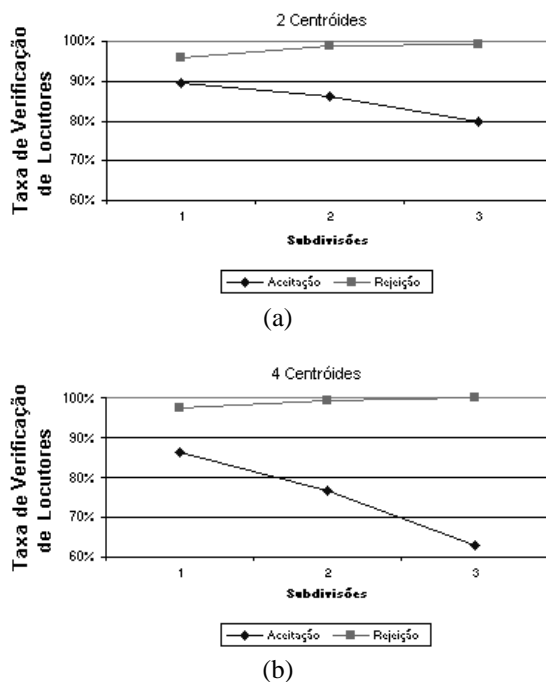 2 Centróides
Taxa de Verificação
de Locutores
100%
90%
80%
70%
60%
1 2 3
Subdivisões
Aceitação Rejeição
(a)
4 Centróides
Taxa de Verificação
de Locutores
100%
90%
80%
70%
60%
1 2 3
Subdivisões
Aceitação Rejeição
(b)